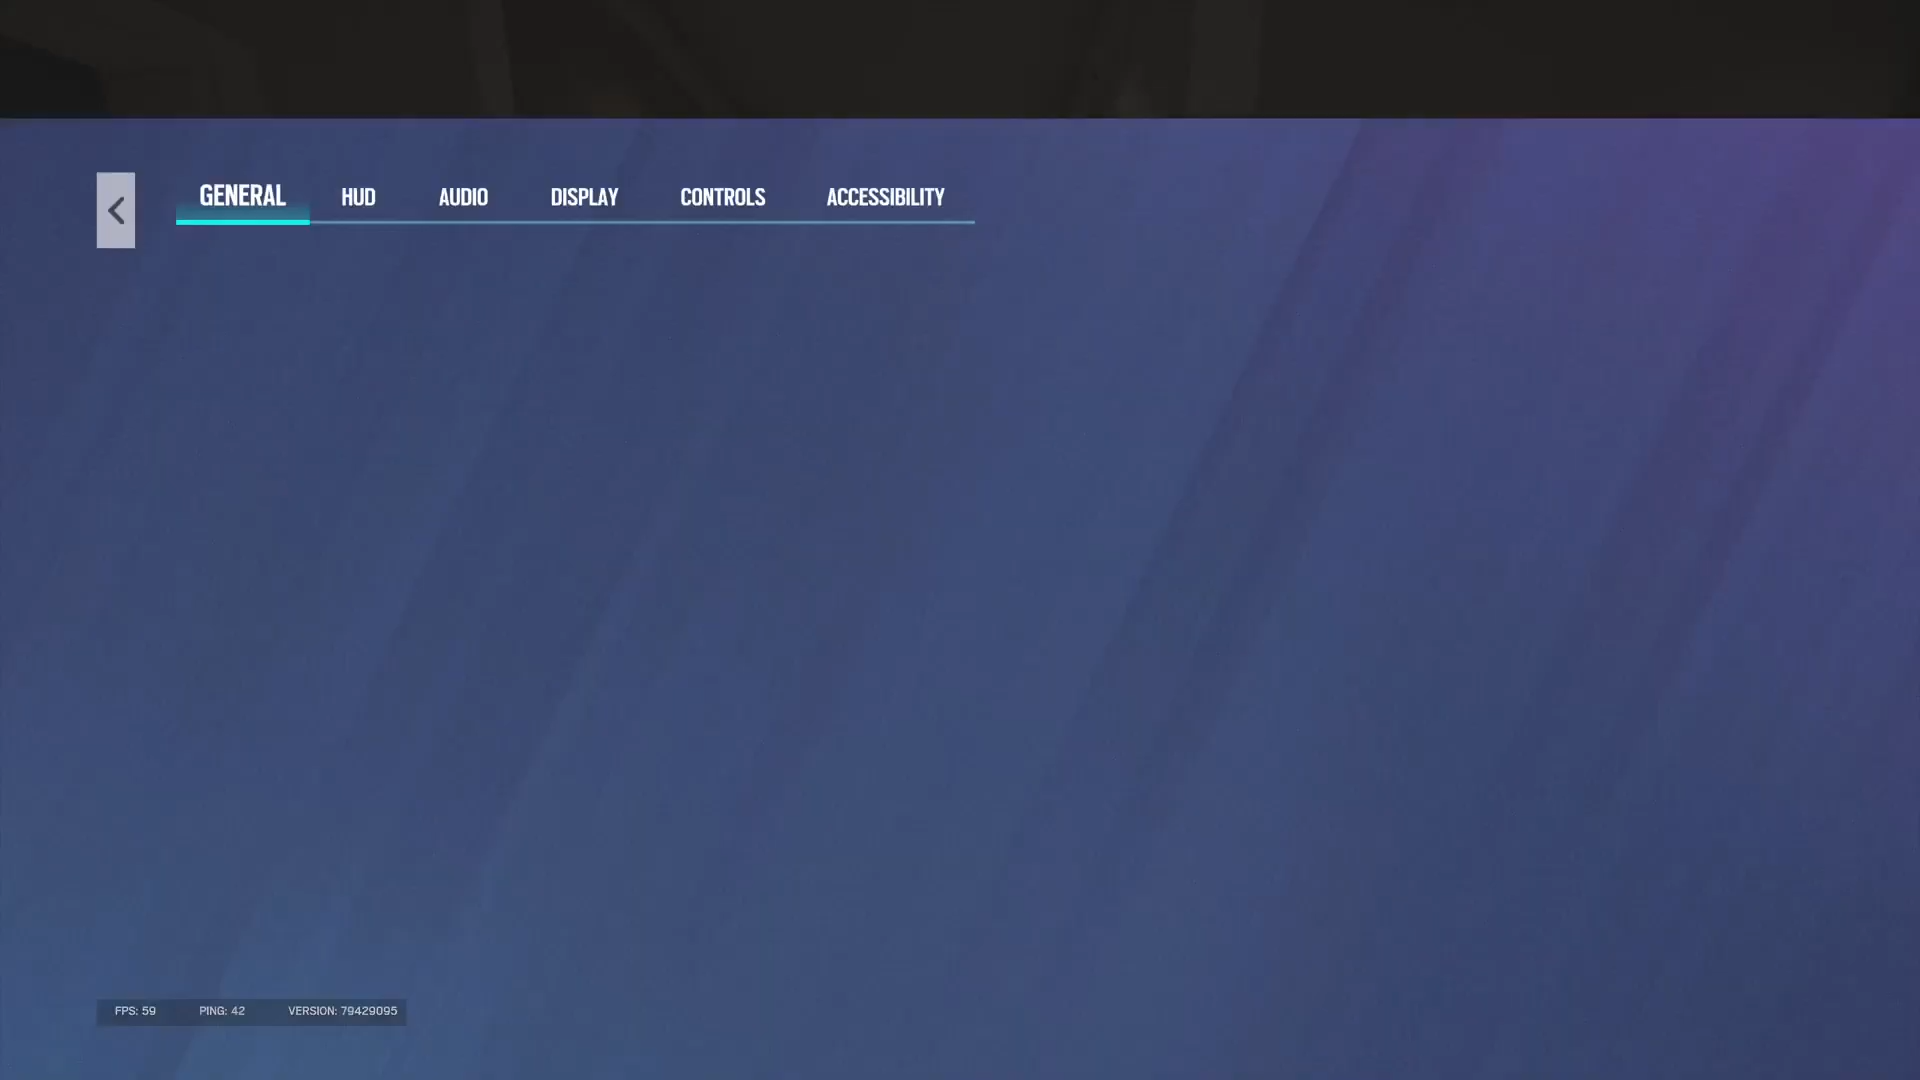 GENERAL HUD AUDIO DISPLAY CONTROLS ACCESSIBILITY
FPS: 59 PING: 42 VERSION: 79429095